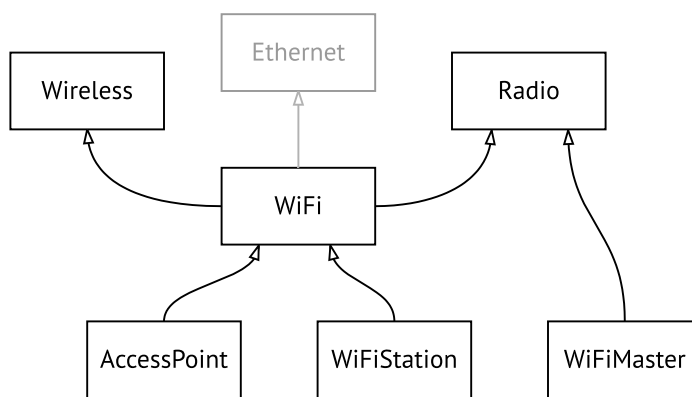 Ethernet
Wireless
Radio
WiFi
AccessPoint
WiFiStation
WiFiMaster